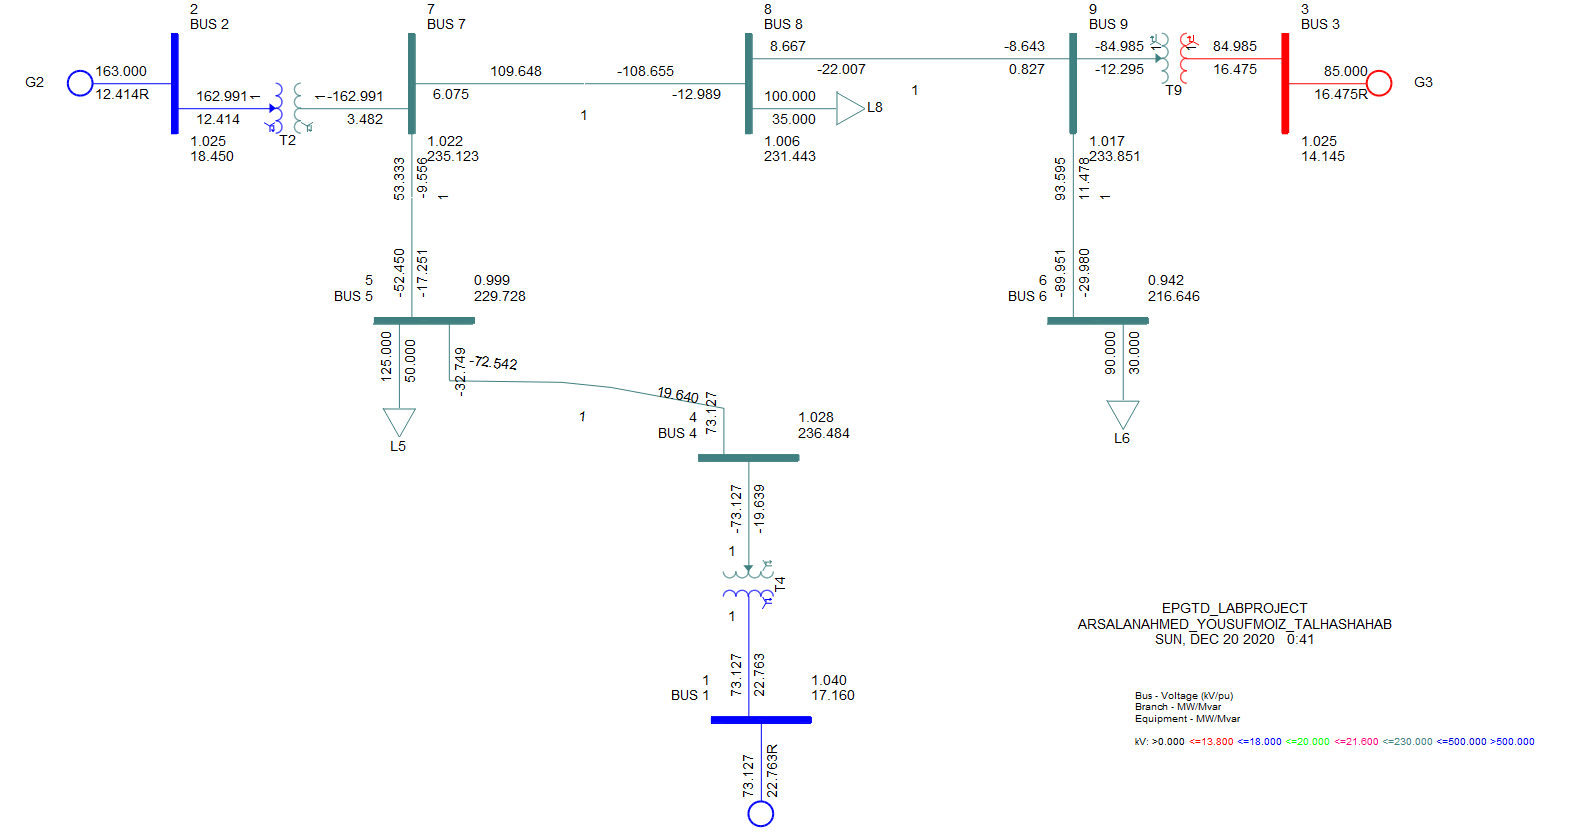 2
BUS 2
7
BUS 7
8
BUS 8
9
BUS 9
3
BUS 3
G2
163.000
12.414R
162.991
1
12.414
T2
1
-162.991
3.482
1.025
18.450
109.648
6.075
-108.655
-12.989
1
1.022
235.123
8.667
-22.007
100.000
35.000
L8
1.006
231.443
1
-8.643
0.827
-84.985
1
-12.295
T9
1
84.985
16.475
85.000
16.475R
G3
1.017
233.851
1.025
14.145
53.333
-9.556
1
-52.450
-17.251
93.595
11.478
1
-89.951
-29.980
5
BUS 5
0.999
229.728
6
BUS 6
0.942
216.646
125.000
50.000
L5
-32.749
-72.542
1
19.640
73.127
90.000
30.000
L6
4
BUS 4
1.028
236.484
-73.127
-19.639
1
T4
1
73.127
22.763
1
BUS 1
1.040
17.160
73.127
22.763R
EPGTD_LABPROJECT
ARSALANAHMED_YOUSUFMOIZ_TALHASHAHAB
SUN, DEC 20 2020 0:41
Bus - Voltage (kV/pu)
Branch - MW/Mvar
Equipment - MW/Mvar
kV: >0.000 <=13.800 <=18.000 <=20.000 <=21.600 <=230.000 <=500.000 >500.000